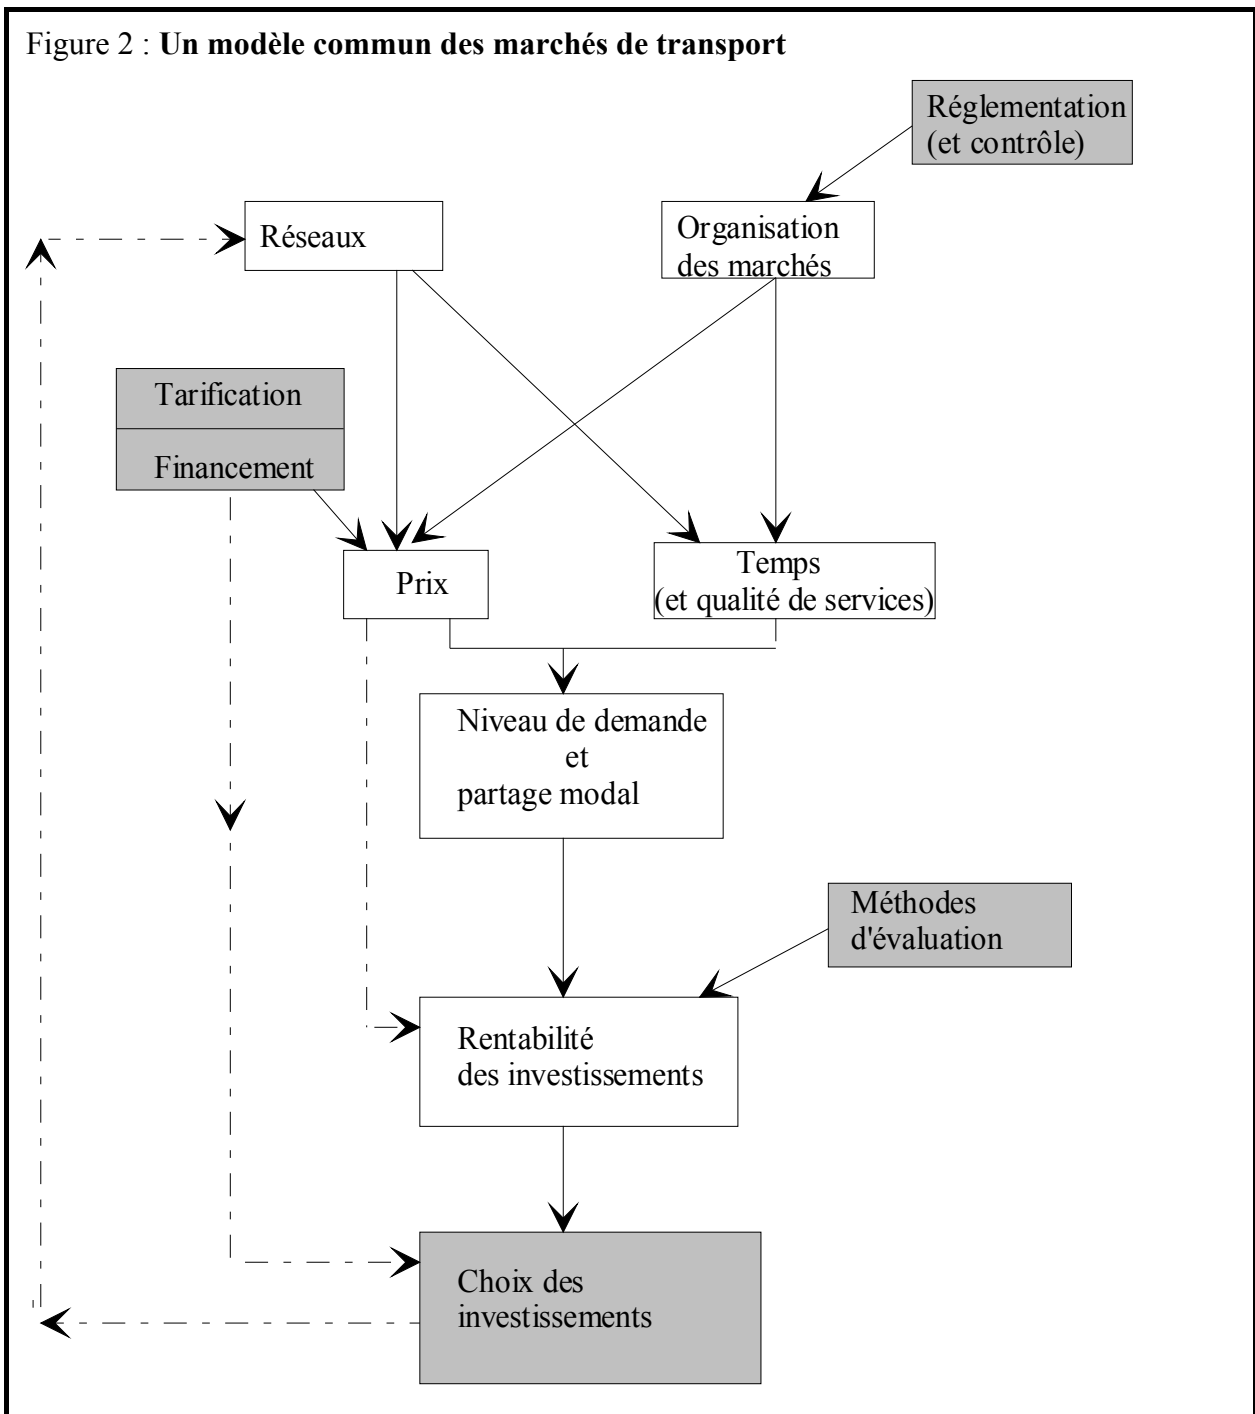 Figure 2 : Un modèle commun des marchés de transport
Réglementation
(et contrôle)
Réseaux
Organisation
des marchés
Tarification
Financement
Prix
Temps
(et qualité de services)
Niveau de demande
et
partage modal
Méthodes
d'évaluation
Rentabilité
des investissements
Choix des
investissements